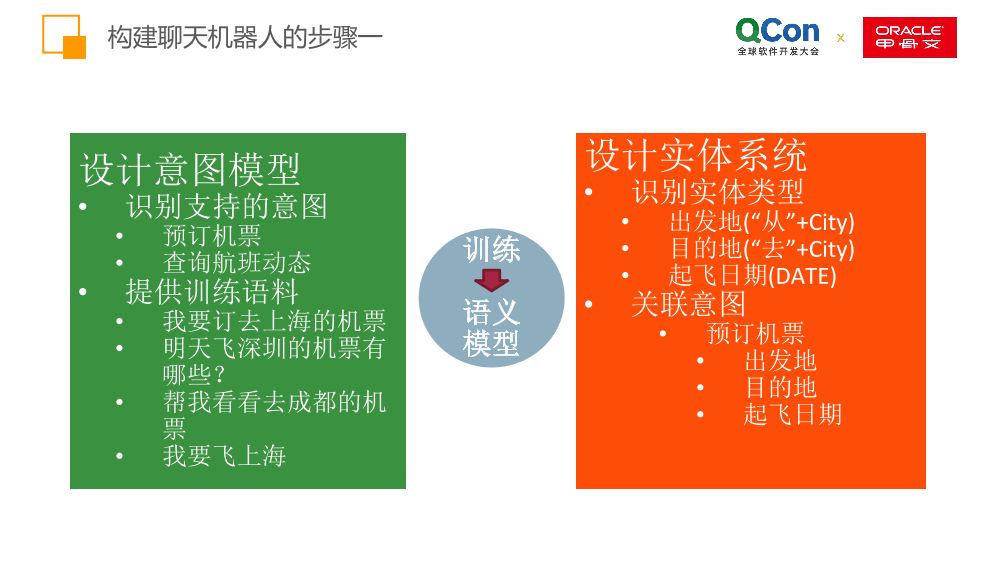 构建聊天机器人的步骤一
QCon
全球软件开发大会
x
ORACLE
甲骨文
设计意图模型
• 识别支持的意图
• 预订机票
• 查询航班动态
• 提供训练语料
• 我要订去上海的机票
• 明天飞深圳的机票有
哪些?
• 帮我看看去成都的机
票
• 我要飞上海
训练
语义
模型
设计实体系统
• 识别实体类型
• 出发地(“从”+City)
• 目的地(“去”+City)
• 起飞日期(DATE)
• 关联意图
• 预订机票
• 出发地
• 目的地
• 起飞日期